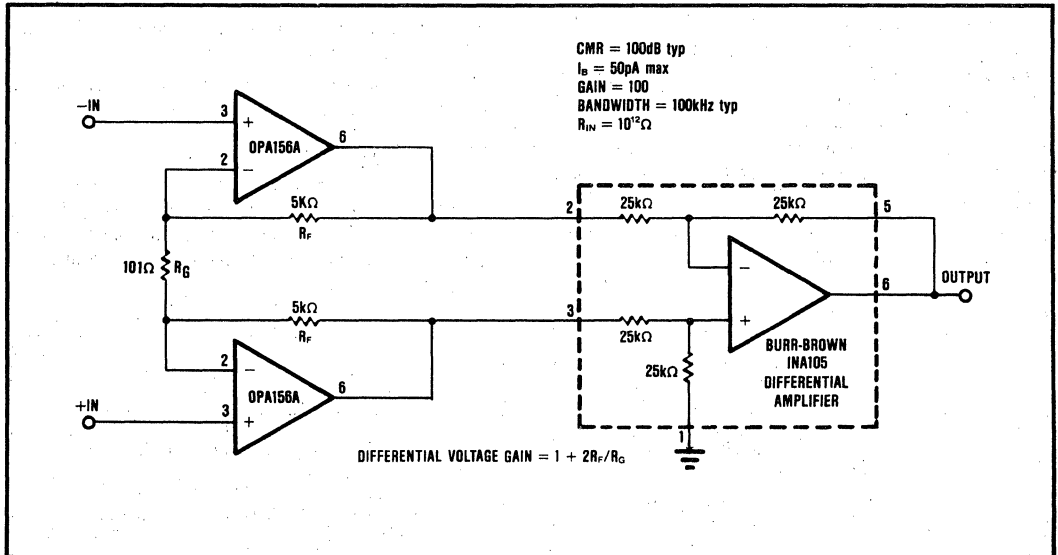 CMR = 100dB typ
I_B = 50pA max
GAIN = 100
BANDWIDTH = 100kHz typ
R_IN = 10^12Ω
−IN
3
+
OPA156A
6
2
−
5KΩ
R_F
101Ω R_G
5kΩ
R_F
2
−
OPA156A
6
+IN
3
+
2
25kΩ
25kΩ
5
−
6
OUTPUT
+
3
25kΩ
25kΩ
BURR-BROWN
INA105
DIFFERENTIAL
AMPLIFIER
1
DIFFERENTIAL VOLTAGE GAIN = 1 + 2R_F/R_G